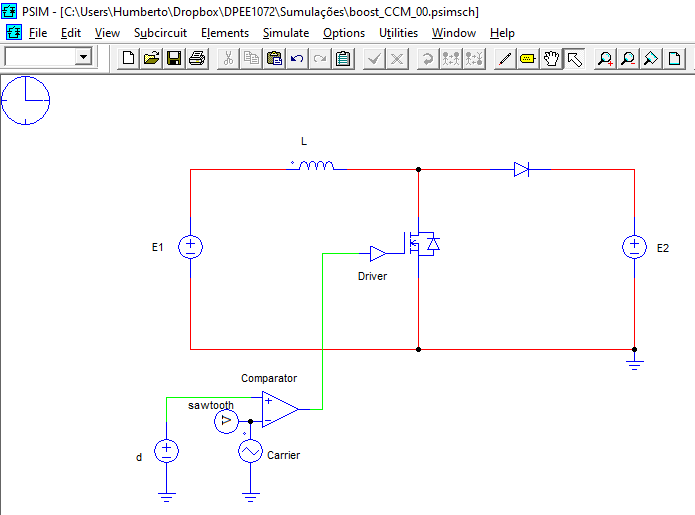 PSIM - [C:\Users\Humberto\Dropbox\DPEE1072\Sumulações\boost_CCM_00.psimsch]
File Edit View Subcircuit Elements Simulate Options Utilities Window Help
L
E1
E2
Driver
Comparator
sawtooth
V
d
Carrier